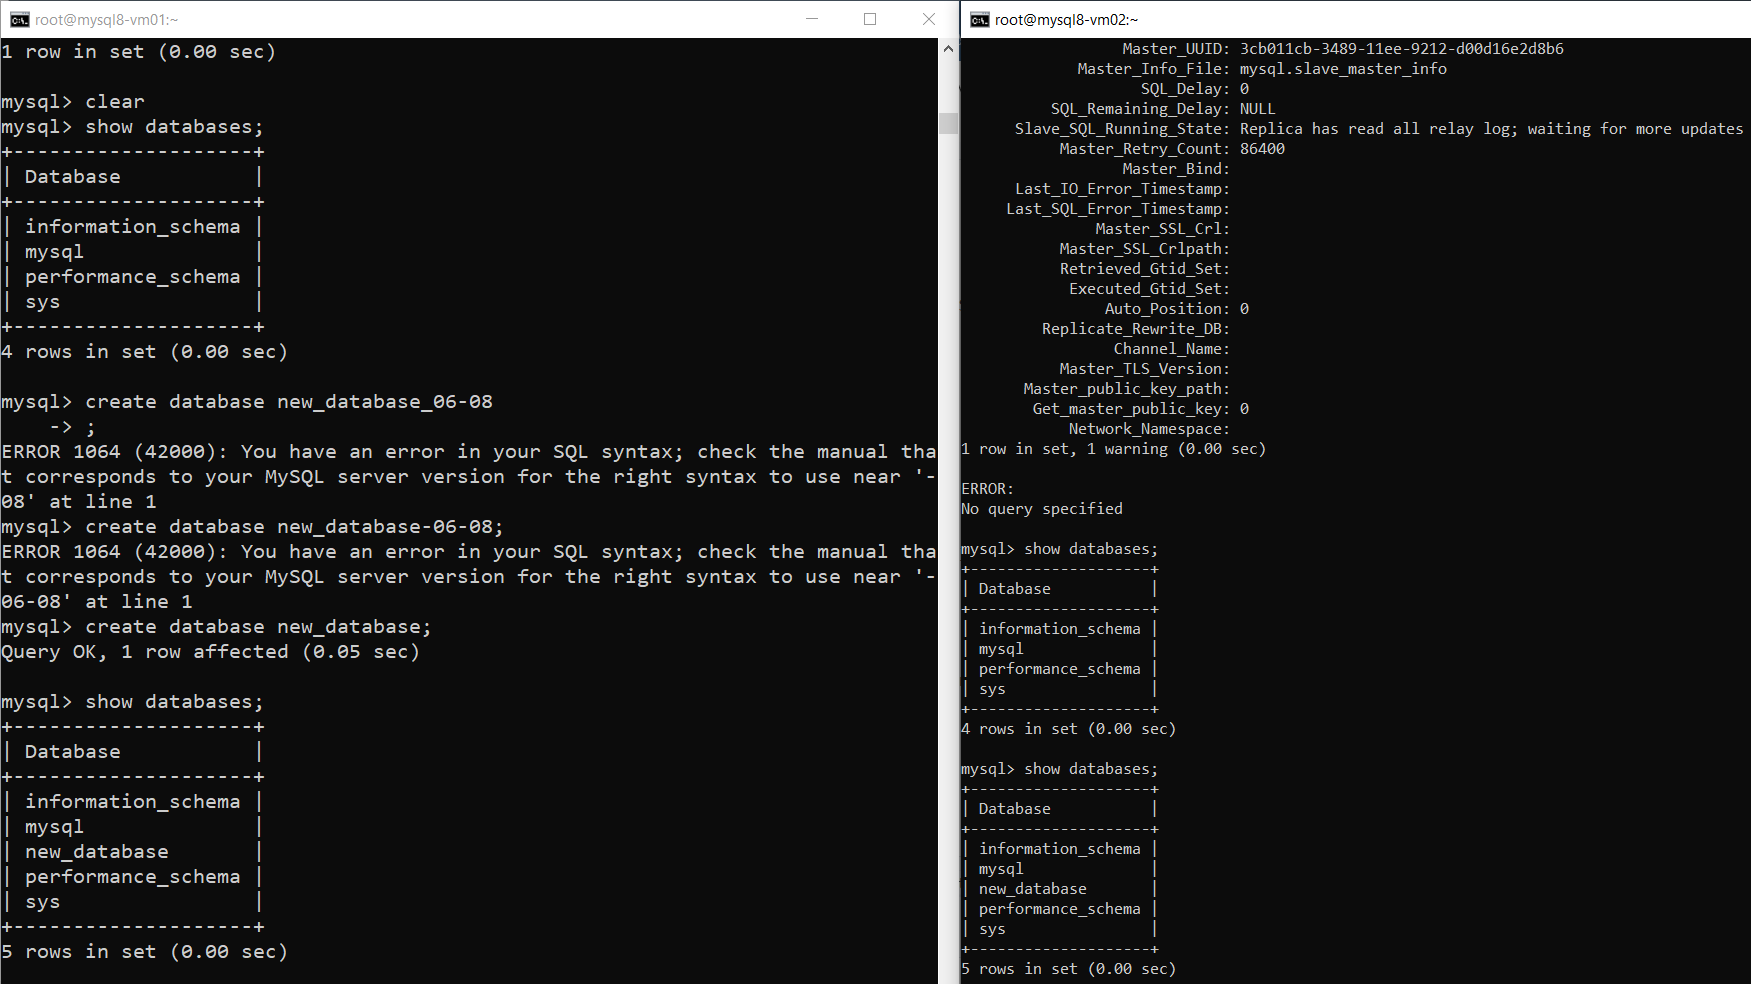 root@mysql8-vm01:~
1 row in set (0.00 sec)
mysql> clear
mysql> show databases;
+--------------------+
| Database           |
+--------------------+
| information_schema |
| mysql              |
| performance_schema |
| sys                |
+--------------------+
4 rows in set (0.00 sec)
mysql> create database new_database_06-08
    -> ;
ERROR 1064 (42000): You have an error in your SQL syntax; check the manual tha
t corresponds to your MySQL server version for the right syntax to use near '-
08' at line 1
mysql> create database new_database-06-08;
ERROR 1064 (42000): You have an error in your SQL syntax; check the manual tha
t corresponds to your MySQL server version for the right syntax to use near '-
06-08' at line 1
mysql> create database new_database;
Query OK, 1 row affected (0.05 sec)
mysql> show databases;
+--------------------+
| Database           |
+--------------------+
| information_schema |
| mysql              |
| new_database       |
| performance_schema |
| sys                |
+--------------------+
5 rows in set (0.00 sec)
root@mysql8-vm02:~
Master_UUID: 3cb011cb-3489-11ee-9212-d00d16e2d8b6
Master_Info_File: mysql.slave_master_info
SQL_Delay: 0
SQL_Remaining_Delay: NULL
Slave_SQL_Running_State: Replica has read all relay log; waiting for more updates
Master_Retry_Count: 86400
Master_Bind:
Last_IO_Error_Timestamp:
Last_SQL_Error_Timestamp:
Master_SSL_Crl:
Master_SSL_Crlpath:
Retrieved_Gtid_Set:
Executed_Gtid_Set:
Auto_Position: 0
Replicate_Rewrite_DB:
Channel_Name:
Master_TLS_Version:
Master_public_key_path:
Get_master_public_key: 0
Network_Namespace:
1 row in set, 1 warning (0.00 sec)
ERROR:
No query specified
mysql> show databases;
+--------------------+
| Database           |
+--------------------+
| information_schema |
| mysql              |
| performance_schema |
| sys                |
+--------------------+
4 rows in set (0.00 sec)
mysql> show databases;
+--------------------+
| Database           |
+--------------------+
| information_schema |
| mysql              |
| new_database       |
| performance_schema |
| sys                |
+--------------------+
5 rows in set (0.00 sec)